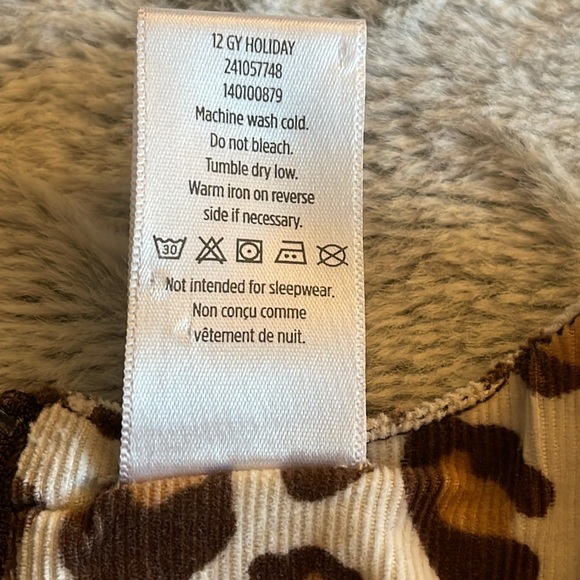 12 GY HOLIDAY
241057748
140100879
Machine wash cold.
Do not bleach.
Tumble dry low.
Warm iron on reverse
side if necessary.
30
Not intended for sleepwear.
Non conçu comme
vêtement de nuit.